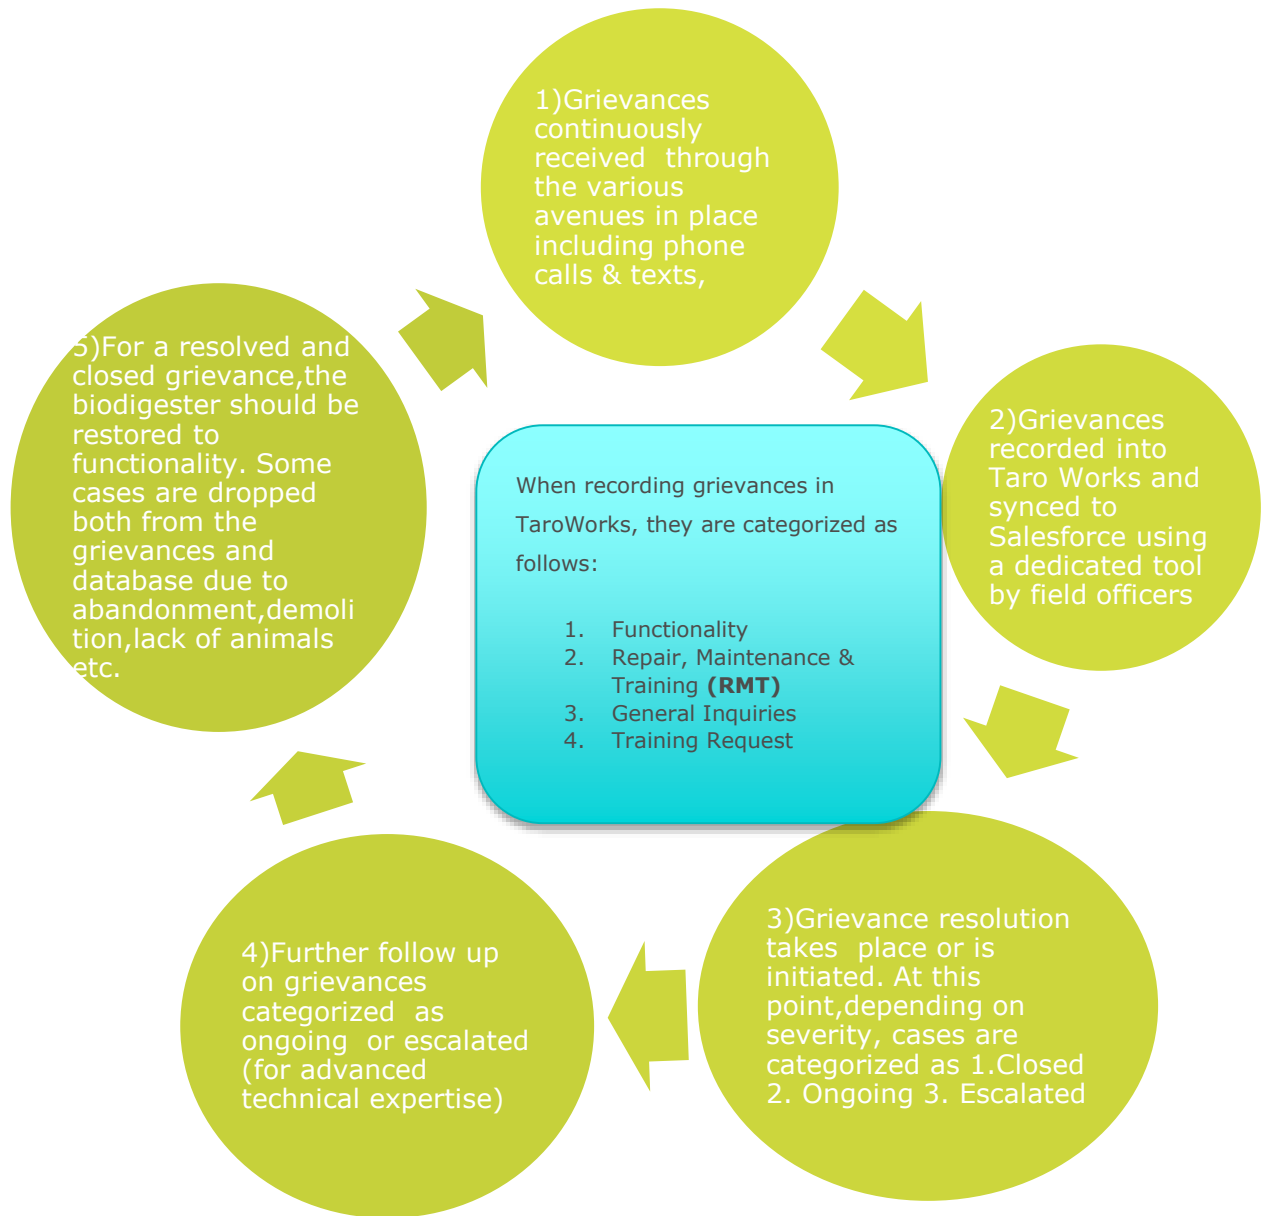 1)Grievances
continuously
received through
the various
avenues in place
including phone
calls & texts,
2)Grievances
recorded into
Taro Works and
synced to
Salesforce using
a dedicated tool
by field officers
3)Grievance resolution
takes place or is
initiated. At this
point,depending on
severity, cases are
categorized as 1.Closed
2. Ongoing 3. Escalated
4)Further follow up
on grievances
categorized as
ongoing or escalated
(for advanced
technical expertise)
5)For a resolved and
closed grievance,the
biodigester should be
restored to
functionality. Some
cases are dropped
both from the
grievances and
database due to
abandonment,demoli
tion,lack of animals
etc.
When recording grievances in
TaroWorks, they are categorized as
follows:
1. Functionality
2. Repair, Maintenance &
Training (RMT)
3. General Inquiries
4. Training Request